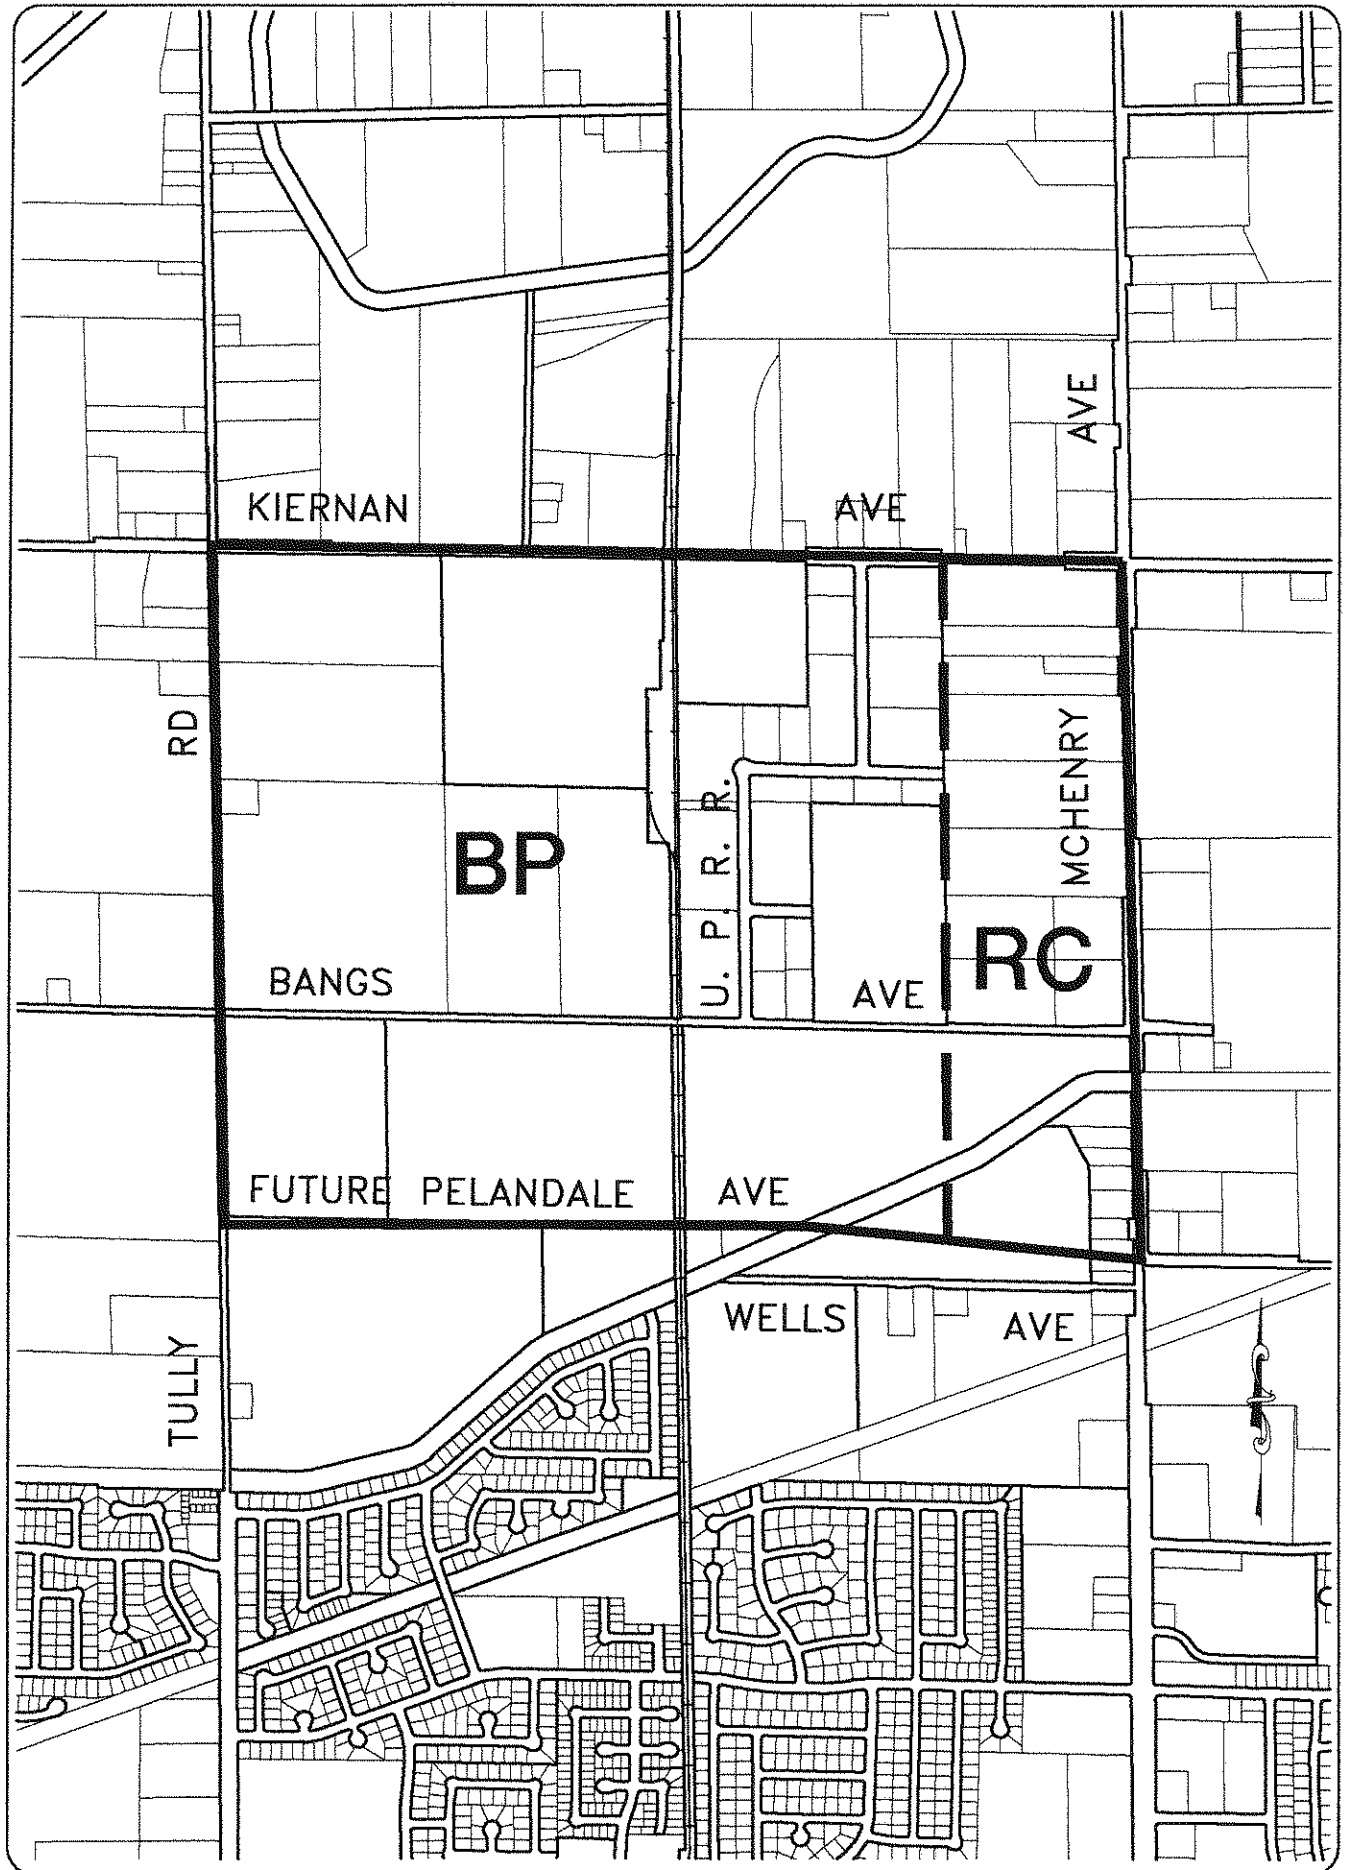 AVE
KIERNAN AVE
RD
MCHENRY
U. P. R. R. R.
BP
RC
BANGS AVE
FUTURE PELANDALE AVE
WELLS AVE
TULLY